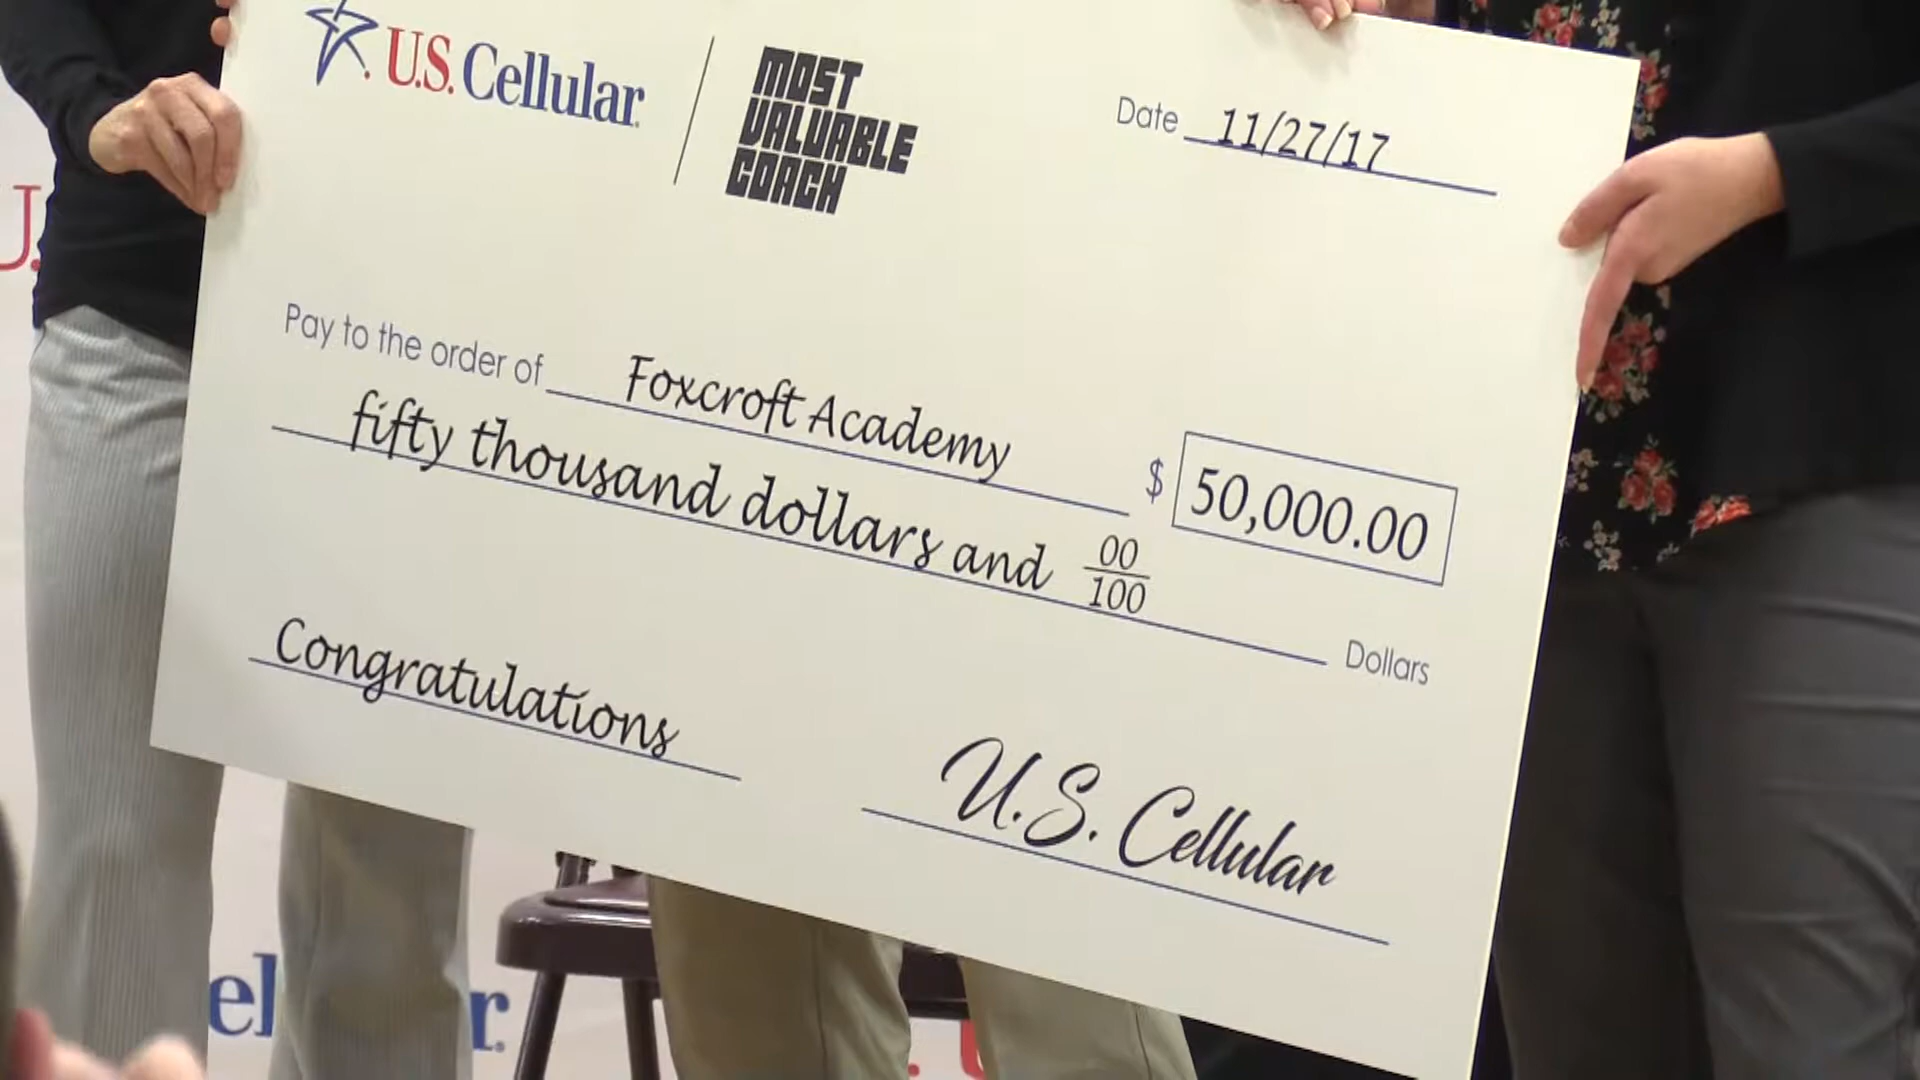 U.S. Cellular
MOST
VALUABLE
COACH
Date 11/27/17
Pay to the order of Foxcroft Academy
$ 50,000.00
fifty thousand dollars and 00/100 Dollars
Congratulations
U.S. Cellular
U.
el
r